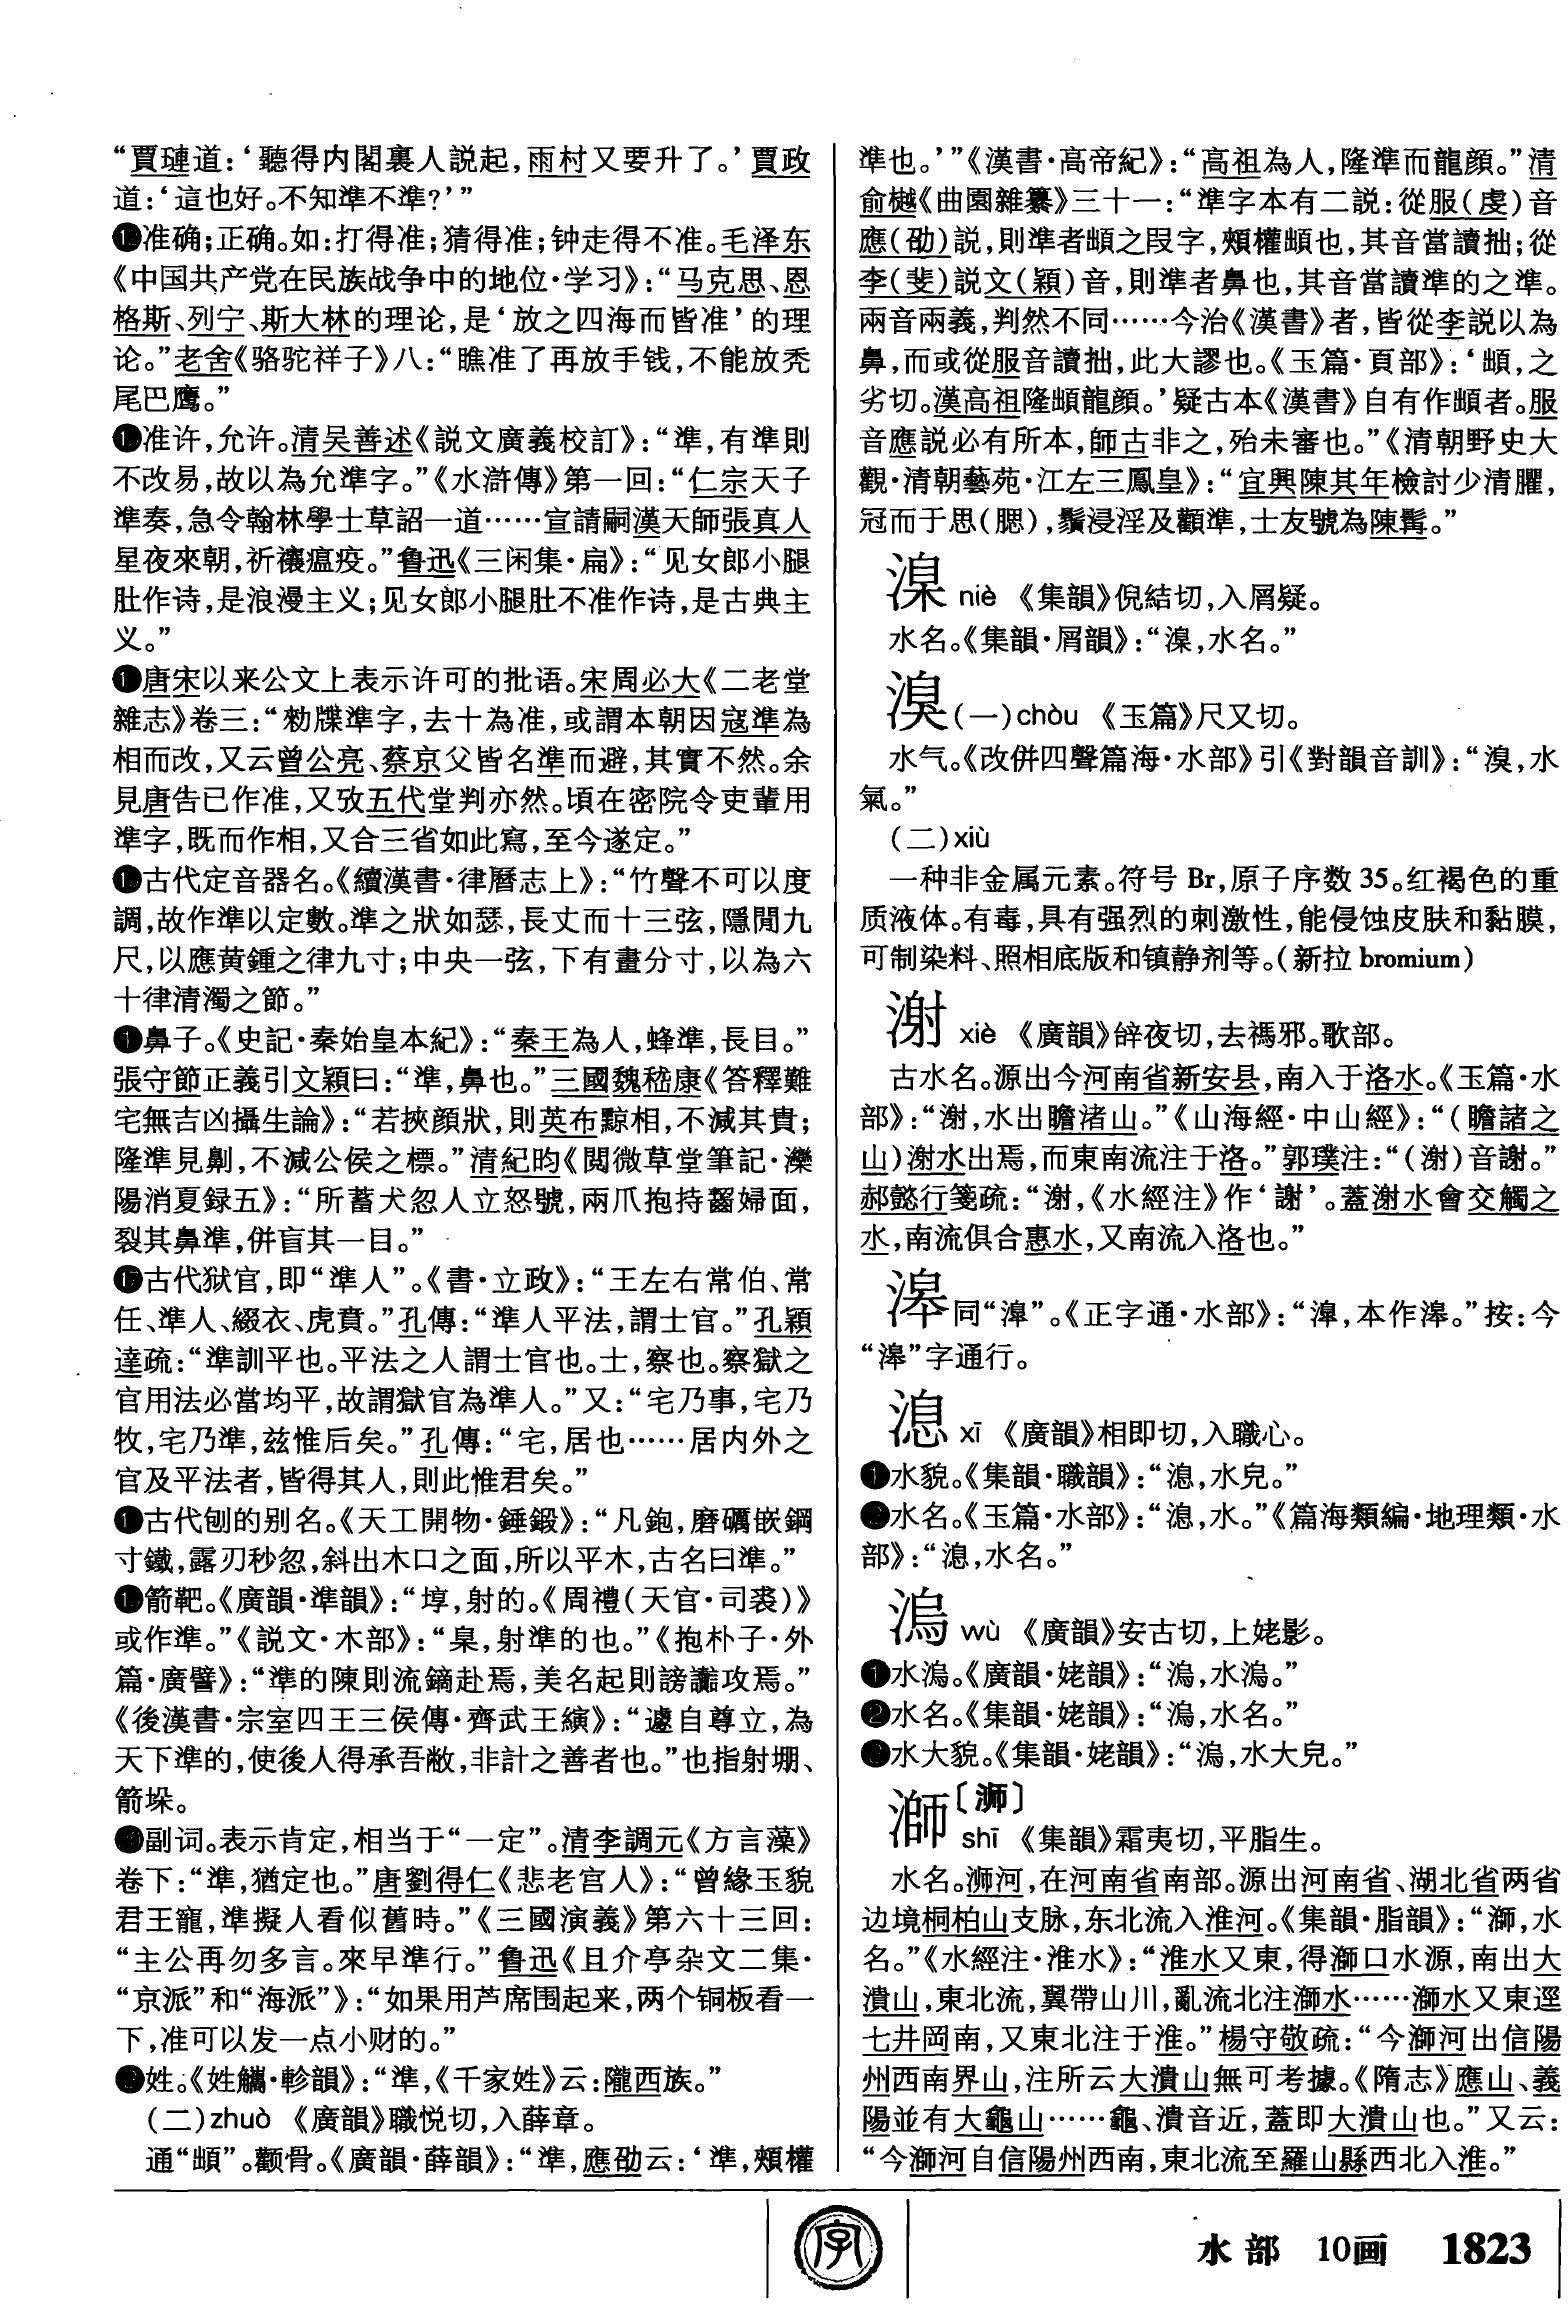 “賈璉道：‘聽得内閣裏人説起，雨村又要升了。’賈政
道：‘這也好。不知準不準？’”
准确；正确。如：打得准；猜得准；钟走得不准。毛泽东
《中国共产党在民族战争中的地位·学习》：“马克思、恩
格斯、列宁、斯大林的理论，是‘放之四海而皆准’的理
论。”老舍《骆驼祥子》八：“瞧准了再放手钱，不能放秃
尾巴鹰。”
准许，允许。清吴善述《説文廣義校訂》：“準，有準則
不改易，故以為允準字。”《水滸傳》第一回：“仁宗天子
準奏，急令翰林學士草詔一道……宣請嗣漢天師張真人
星夜來朝，祈禳瘟疫。”鲁迅《三闲集·扁》：“见女郎小腿
肚作诗，是浪漫主义；见女郎小腿肚不准作诗，是古典主
义。”
唐宋以来公文上表示许可的批语。宋周必大《二老堂
雜志》卷三：“勑牒準字，去十為准，或謂本朝因寇準為
相而改，又云曾公亮、蔡京父皆名準而避，其實不然。余
見唐告已作准，又攷五代堂判亦然。頃在密院令吏輩用
準字，既而作相，又合三省如此寫，至今遂定。”
古代定音器名。《續漢書·律曆志上》：“竹聲不可以度
調，故作準以定數。準之狀如瑟，長丈而十三弦，隱閒九
尺，以應黄鍾之律九寸；中央一弦，下有畫分寸，以為六
十律清濁之節。”
鼻子。《史記·秦始皇本紀》：“秦王為人，蜂準，長目。”
張守節正義引文穎曰：“準，鼻也。”三國魏嵇康《答釋難
宅無吉凶攝生論》：“若挾顔狀，則英布黥相，不減其貴；
隆準見劓，不減公侯之標。”清紀昀《閲微草堂筆記·灤
陽消夏録五》：“所蓄犬忽人立怒號，兩爪抱持齧婦面，
裂其鼻準，併盲其一目。”
⓱古代狱官，即“準人”。《書·立政》：“王左右常伯、常
任、準人、綴衣、虎賁。”孔傳：“準人平法，謂士官。”孔穎
達疏：“準訓平也。平法之人謂士官也。士，察也。察獄之
官用法必當均平，故謂獄官為準人。”又：“宅乃事，宅乃
牧，宅乃準，兹惟后矣。”孔傳：“宅，居也……居内外之
官及平法者，皆得其人，則此惟君矣。”
古代刨的别名。《天工開物·錘鍛》：“凡鉋，磨礪嵌鋼
寸鐵，露刃秒忽，斜出木口之面，所以平木，古名曰準。”
箭靶。《廣韻·準韻》：“埻，射的。《周禮（天官·司裘）》
或作準。”《説文·木部》：“臬，射準的也。”《抱朴子·外
篇·廣譬》：“準的陳則流鏑赴焉，美名起則謗讟攻焉。”
《後漢書·宗室四王三侯傳·齊武王縯》：“遽自尊立，為
天下準的，使後人得承吾敝，非計之善者也。”也指射堋、
箭垛。
副词。表示肯定，相当于“一定”。清李調元《方言藻》
卷下：“準，猶定也。”唐劉得仁《悲老宫人》：“曾緣玉貌
君王寵，準擬人看似舊時。”《三國演義》第六十三回：
“主公再勿多言。來早準行。”鲁迅《且介亭杂文二集·
“京派”和“海派”》：“如果用芦席围起来，两个铜板看一
下，准可以发一点小财的。”
姓。《姓觿·軫韻》：“準，《千家姓》云：隴西族。”
（二）zhuò 《廣韻》職悦切，入薛章。
通“䪼”。颧骨。《廣韻·薛韻》：“準，應劭云：‘準，頰權
準也。’”《漢書·高帝紀》：“高祖為人，隆準而龍顔。”清
俞樾《曲園雜纂》三十一：“準字本有二説：從服（虔）音
應（劭）説，則準者䪼之叚字，頰權䪼也，其音當讀拙；從
李（斐）説文（穎）音，則準者鼻也，其音當讀準的之準。
兩音兩義，判然不同……今治《漢書》者，皆從李説以為
鼻，而或從服音讀拙，此大謬也。《玉篇·頁部》：‘䪼，之
劣切。漢高祖隆䪼龍顔。’疑古本《漢書》自有作䪼者。服
音應説必有所本，師古非之，殆未審也。”《清朝野史大
觀·清朝藝苑·江左三鳳皇》：“宜興陳其年檢討少清臞，
冠而于思（腮），鬚浸淫及顴準，士友號為陳髯。”
湶 niè 《集韻》倪結切，入屑疑。
水名。《集韻·屑韻》：“，水名。”
溴（一）chòu 《玉篇》尺又切。
水气。《改併四聲篇海·水部》引《對韻音訓》：“溴，水
氣。”
（二）xiù
一种非金属元素。符号Br，原子序数35。红褐色的重
质液体。有毒，具有强烈的刺激性，能侵蚀皮肤和黏膜，
可制染料、照相底版和镇静剂等。（新拉bromium）
㴬 xiè 《廣韻》辝夜切，去禡邪。歌部。
古水名。源出今河南省新安县，南入于洛水。《玉篇·水
部》：“㴬，水出瞻渚山。”《山海經·中山經》：“（瞻諸之
山）㴬水出焉，而東南流注于洛。”郭璞注：“（㴬）音謝。”
郝懿行箋疏：“㴬，《水經注》作‘謝’。蓋㴬水會交觸之
水，南流俱合惠水，又南流入洛也。”
滜同“滜”。《正字通·水部》：“，本作滜。”按：今
“滜”字通行。
㴧 xī 《廣韻》相即切，入職心。
❶水貌。《集韻·職韻》：“㴧，水皃。”
水名。《玉篇·水部》：“㴧，水。”《篇海類編·地理類·水
部》：“㴧，水名。”
溩 wù 《廣韻》安古切，上姥影。
❶水溩。《廣韻·姥韻》：“溩，水溩。”
❷水名。《集韻·姥韻》：“溩，水名。”
水大貌。《集韻·姥韻》：“溩，水大皃。”
溮〔浉〕
shī 《集韻》霜夷切，平脂生。
水名。浉河，在河南省南部。源出河南省、湖北省两省
边境桐柏山支脉，东北流入淮河。《集韻·脂韻》：“溮，水
名。”《水經注·淮水》：“淮水又東，得溮口水源，南出大
潰山，東北流，翼帶山川，亂流北注溮水……溮水又東逕
七井岡南，又東北注于淮。”楊守敬疏：“今溮河出信陽
州西南界山，注所云大潰山無可考據。《隋志》應山、義
陽並有大龜山……龜、潰音近，蓋即大潰山也。”又云：
“今溮河自信陽州西南，東北流至羅山縣西北入淮。”
字
水部 10画 1823